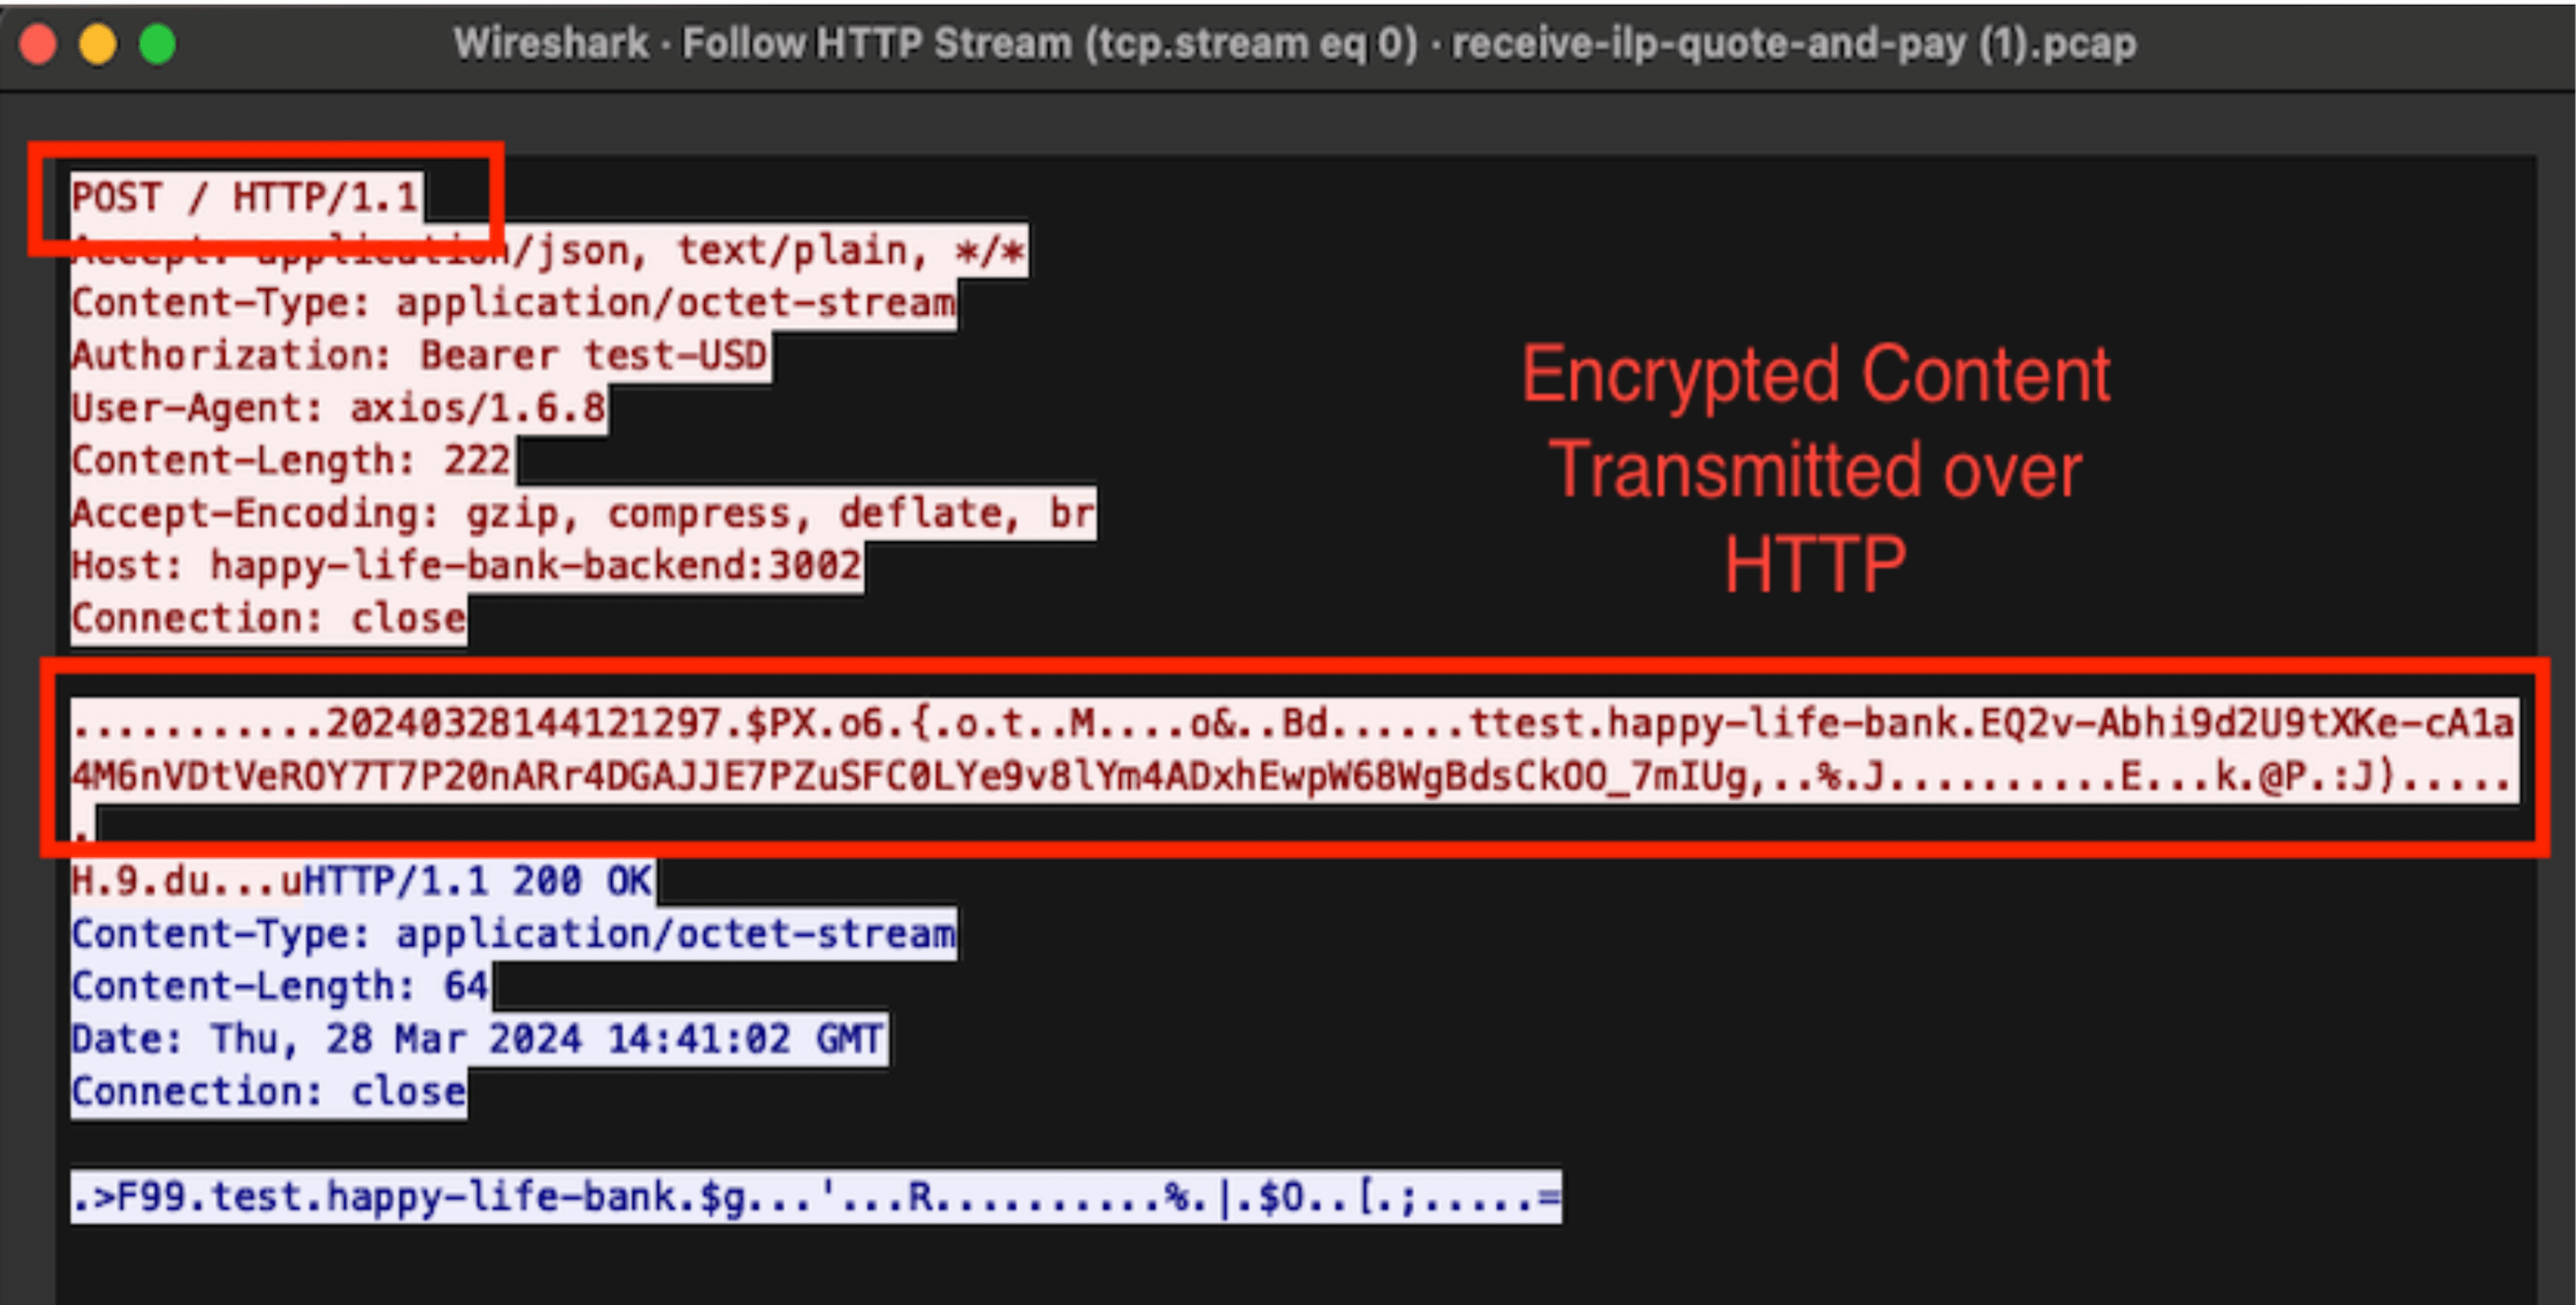 Wireshark · Follow HTTP Stream (tcp.stream eq 0) · receive-ilp-quote-and-pay (1).pcap
POST / HTTP/1.1
Accept: application/json, text/plain, */*
Content-Type: application/octet-stream
Authorization: Bearer test-USD
User-Agent: axios/1.6.8
Content-Length: 222
Accept-Encoding: gzip, compress, deflate, br
Host: happy-life-bank-backend:3002
Connection: close
Encrypted Content
Transmitted over
HTTP
...........20240328144121297.$PX.o6.{.o.t..M....o&..Bd......ttest.happy-life-bank.EQ2v-Abhi9d2U9tXKe-cA1a
4M6nVDtVeROY7T7P20nARr4DGAJJE7PZuSFC0LYe9v8lYm4ADxhEwpW68WgBdsCkOO_7mIUg,..%.J..........E...k.@P.:J).....
.
H.9.du...uHTTP/1.1 200 OK
Content-Type: application/octet-stream
Content-Length: 64
Date: Thu, 28 Mar 2024 14:41:02 GMT
Connection: close
.>F99.test.happy-life-bank.$g...'...R..........%.|.$O..[.;.....=